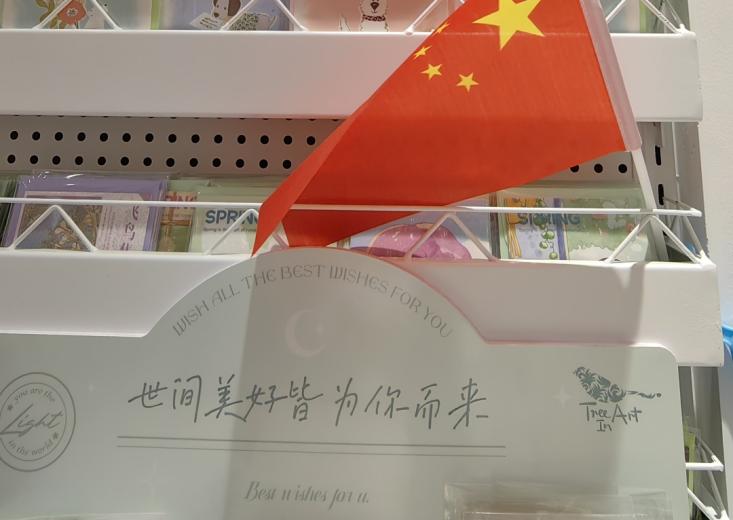 SPRING
SPRING
WISH ALL THE BEST WISHES FOR YOU
世间美好皆为你而来
you are the
Light
in the world
Tree Art
In
Best wishes for u.